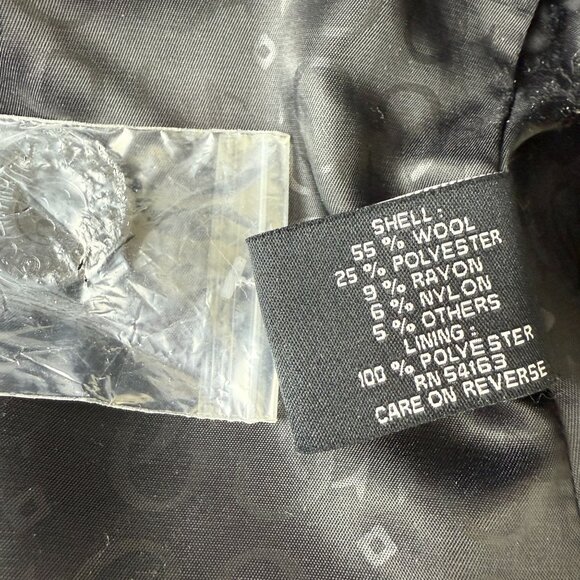 SHELL:
55 % WOOL
25 % POLYESTER
9 % RAYON
6 % NYLON
5 % OTHERS
LINING:
100 % POLYESTER
RN 54163
CARE ON REVERSE